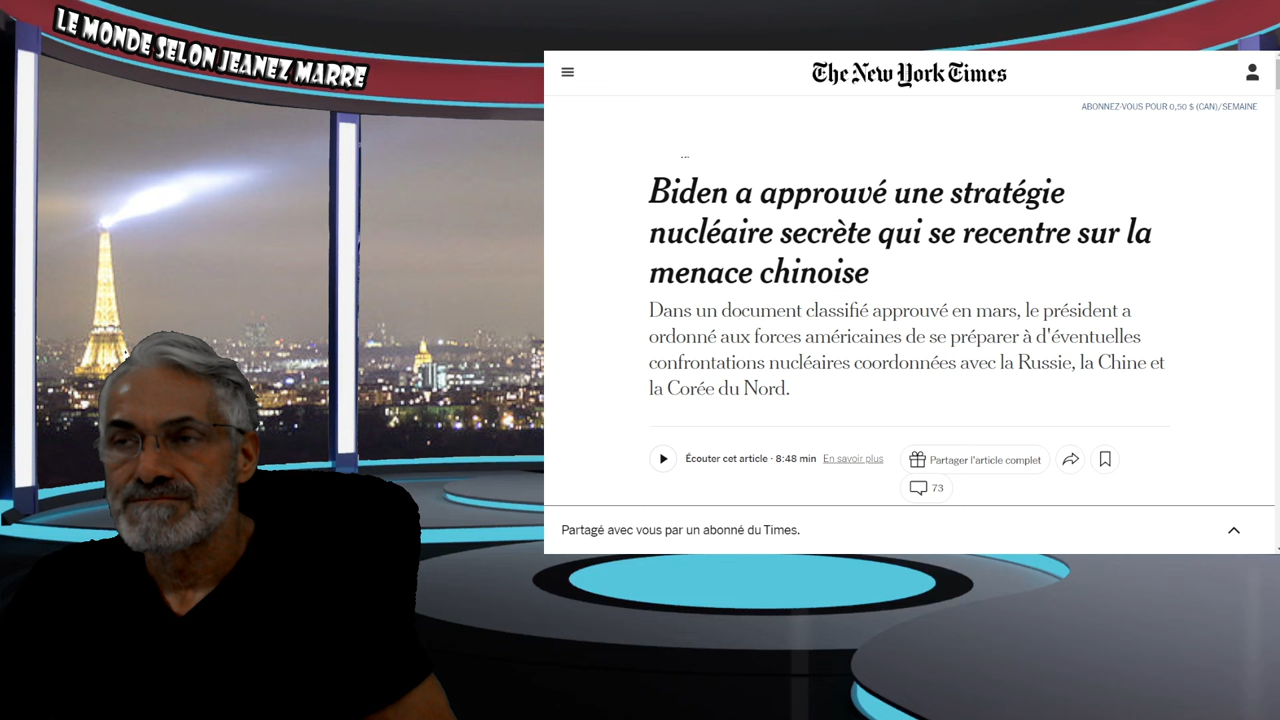 LE MONDE SELON JEANEZ MARRE
The New York Times
ABONNEZ-VOUS POUR 0,50 $ (CAN)/SEMAINE
Biden a approuvé une stratégie
nucléaire secrète qui se recentre sur la
menace chinoise
Dans un document classifié approuvé en mars, le président a
ordonné aux forces américaines de se préparer à d'éventuelles
confrontations nucléaires coordonnées avec la Russie, la Chine et
la Corée du Nord.
Écouter cet article · 8:48 min En savoir plus
Partager l'article complet
73
Partagé avec vous par un abonné du Times.